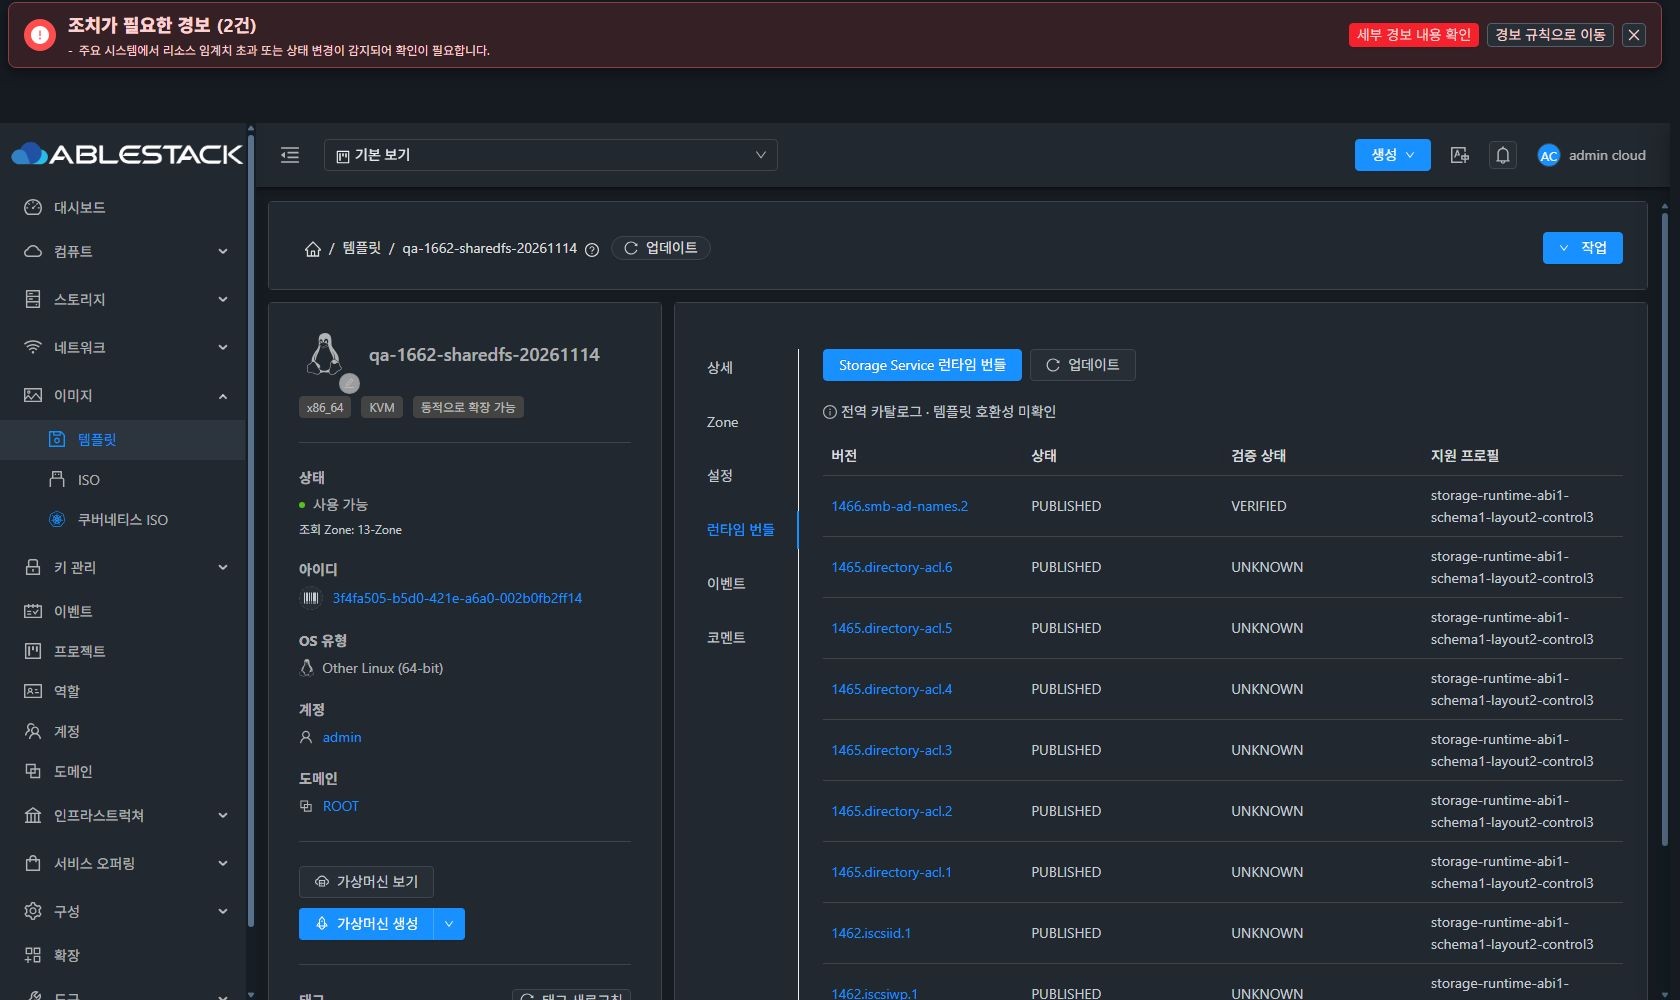 조치가 필요한 경보 (2건)
- 주요 시스템에서 리소스 임계치 초과 또는 상태 변경이 감지되어 확인이 필요합니다.
세부 경보 내용 확인
경보 규칙으로 이동
ABLESTACK
기본 보기
생성
AC admin cloud
대시보드
컴퓨트
스토리지
네트워크
이미지
템플릿
ISO
쿠버네티스 ISO
키 관리
이벤트
프로젝트
역할
계정
도메인
인프라스트럭쳐
서비스 오퍼링
구성
확장
도구
/ 템플릿 / qa-1662-sharedfs-20261114
업데이트
작업
qa-1662-sharedfs-20261114
x86_64 KVM 동적으로 확장 가능
상태
사용 가능
조회 Zone: 13-Zone
아이디
3f4fa505-b5d0-421e-a6a0-002b0fb2ff14
OS 유형
Other Linux (64-bit)
계정
admin
도메인
ROOT
가상머신 보기
가상머신 생성
태그
태그 새로고침
상세
Zone
설정
런타임 번들
이벤트
코멘트
Storage Service 런타임 번들
업데이트
전역 카탈로그 · 템플릿 호환성 미확인
버전 상태 검증 상태 지원 프로필
1466.smb-ad-names.2 PUBLISHED VERIFIED storage-runtime-abi1-
schema1-layout2-control3
1465.directory-acl.6 PUBLISHED UNKNOWN storage-runtime-abi1-
schema1-layout2-control3
1465.directory-acl.5 PUBLISHED UNKNOWN storage-runtime-abi1-
schema1-layout2-control3
1465.directory-acl.4 PUBLISHED UNKNOWN storage-runtime-abi1-
schema1-layout2-control3
1465.directory-acl.3 PUBLISHED UNKNOWN storage-runtime-abi1-
schema1-layout2-control3
1465.directory-acl.2 PUBLISHED UNKNOWN storage-runtime-abi1-
schema1-layout2-control3
1465.directory-acl.1 PUBLISHED UNKNOWN storage-runtime-abi1-
schema1-layout2-control3
1462.iscsiid.1 PUBLISHED UNKNOWN storage-runtime-abi1-
schema1-layout2-control3
1462.iscsiwp.1 PUBLISHED UNKNOWN storage-runtime-abi1-